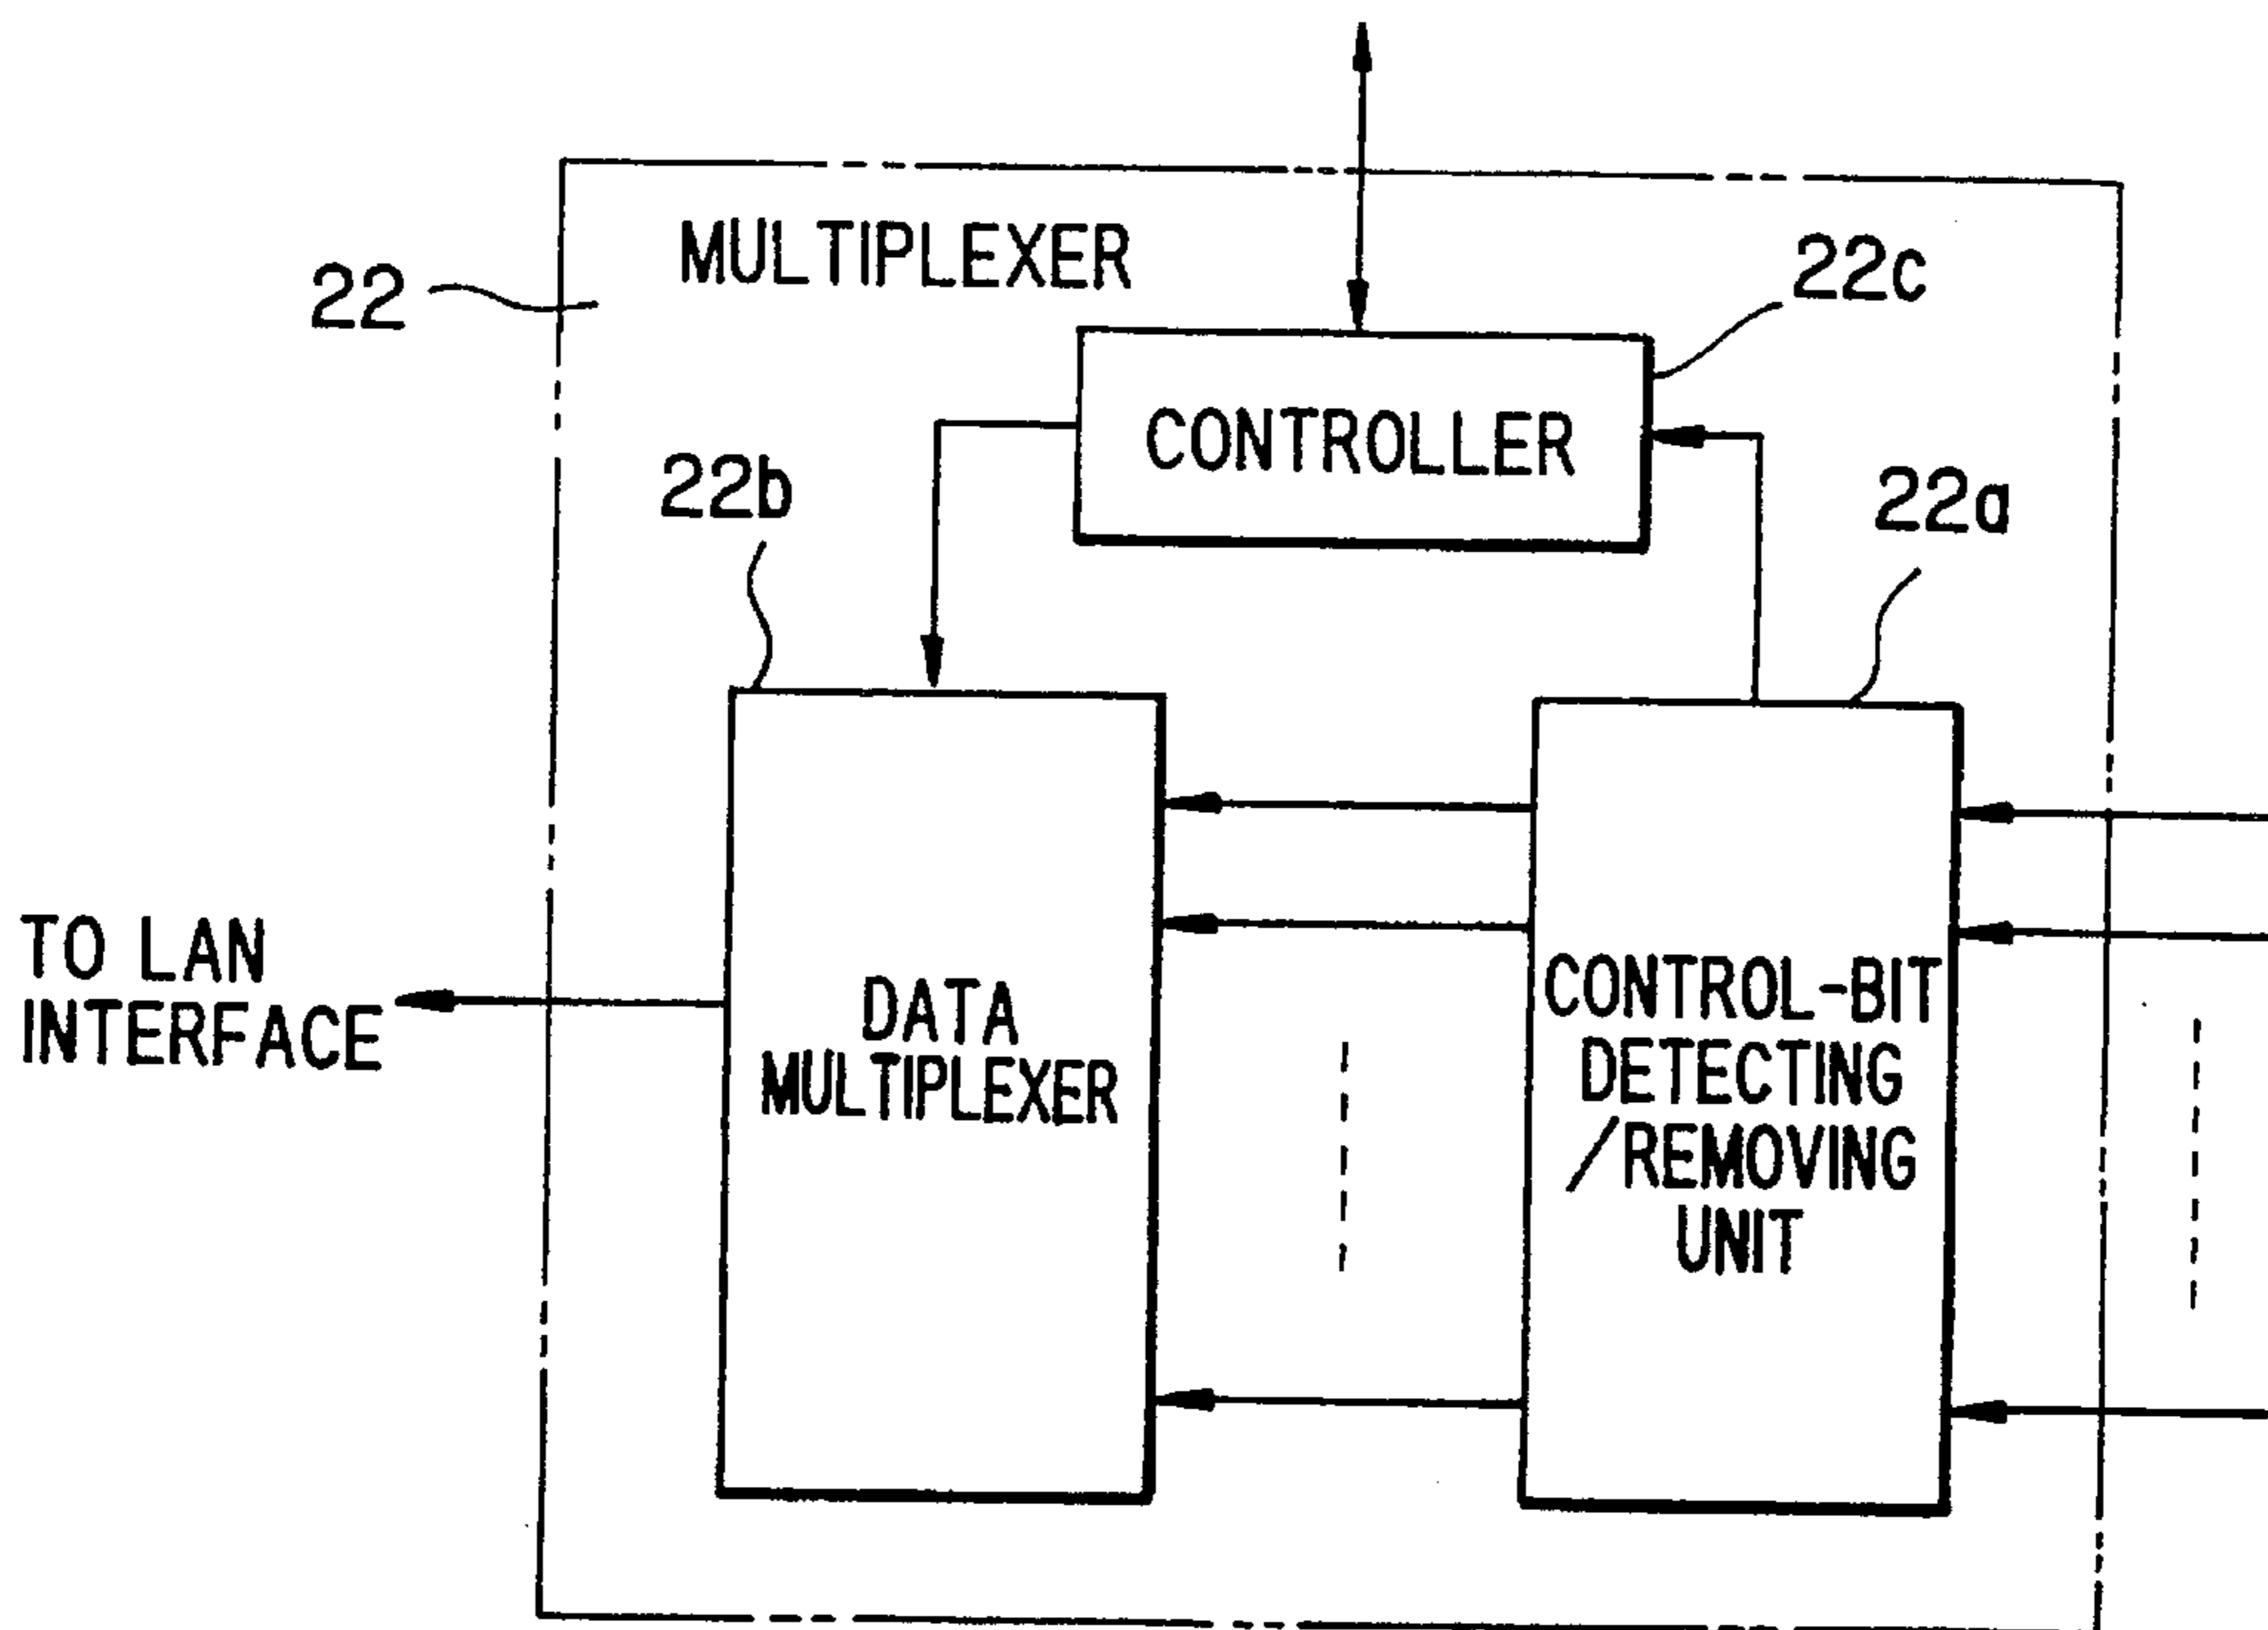 MULTIPLEXER
22
22c
CONTROLLER
22b
22a
TO LAN
INTERFACE
DATA
MULTIPLEXER
CONTROL-BIT
DETECTING
/REMOVING
UNIT